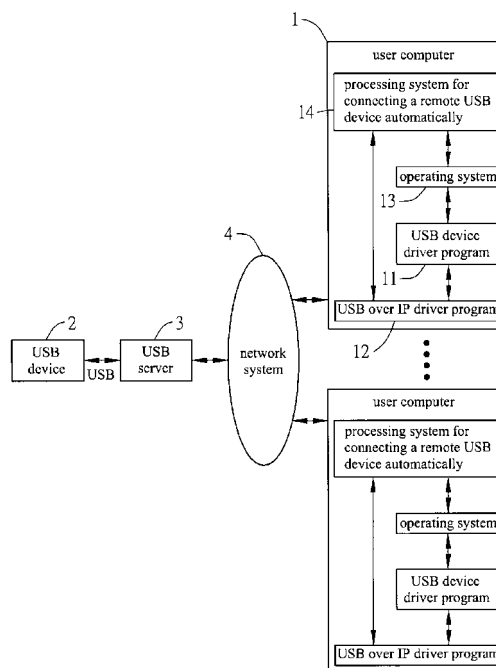 1
user computer
processing system for
connecting a remote USB
device automatically
14
operating system
13
USB device
driver program
11
USB over IP driver program
12
4
network
system
2
USB
device
USB
3
USB
server
user computer
processing system for
connecting a remote USB
device automatically
operating system
USB device
driver program
USB over IP driver program